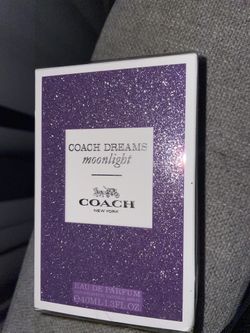 COACH DREAMS
moonlight
COACH
NEW YORK
EAU DE PARFUM
℮40ML 1.3FL.OZ